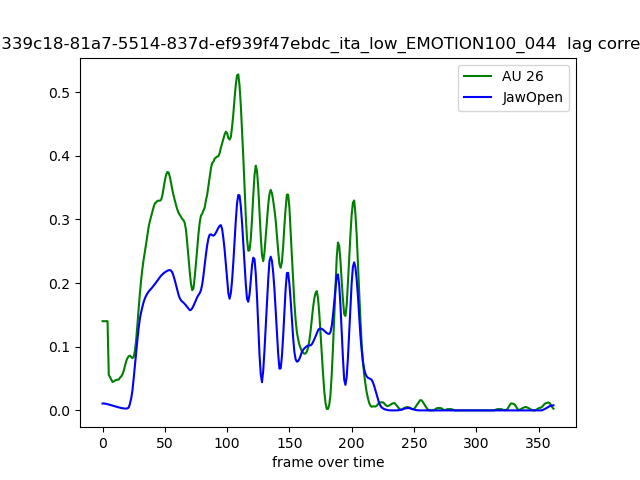 339c18-81a7-5514-837d-ef939f47ebdc_ita_low_EMOTION100_044 lag corre
AU 26
JawOpen
0.5
0.4
0.3
0.2
0.1
0.0
0 50 100 150 200 250 300 350
frame over time